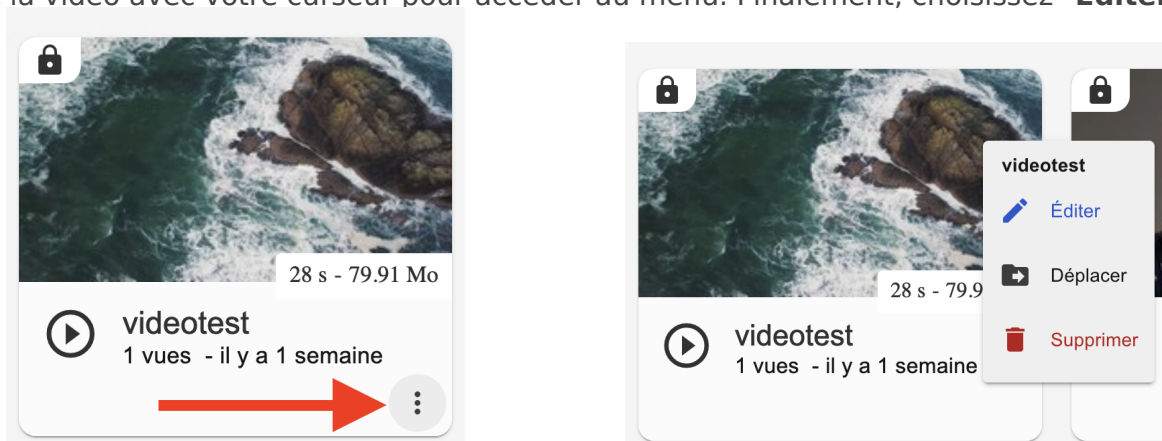 la vidéo avec votre curseur pour accéder au menu. Finalement, choisissez "Éditer
28 s - 79.91 Mo
videotest
1 vues - il y a 1 semaine
videotest
Éditer
Déplacer
Supprimer
28 s - 79.9
videotest
1 vues - il y a 1 semaine